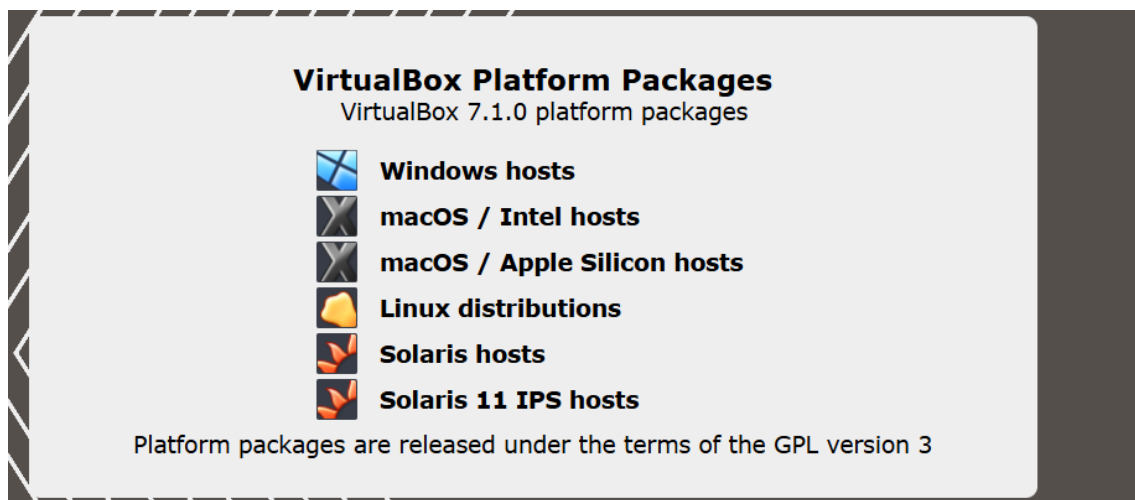 VirtualBox Platform Packages
VirtualBox 7.1.0 platform packages
Windows hosts
macOS / Intel hosts
macOS / Apple Silicon hosts
Linux distributions
Solaris hosts
Solaris 11 IPS hosts
Platform packages are released under the terms of the GPL version 3